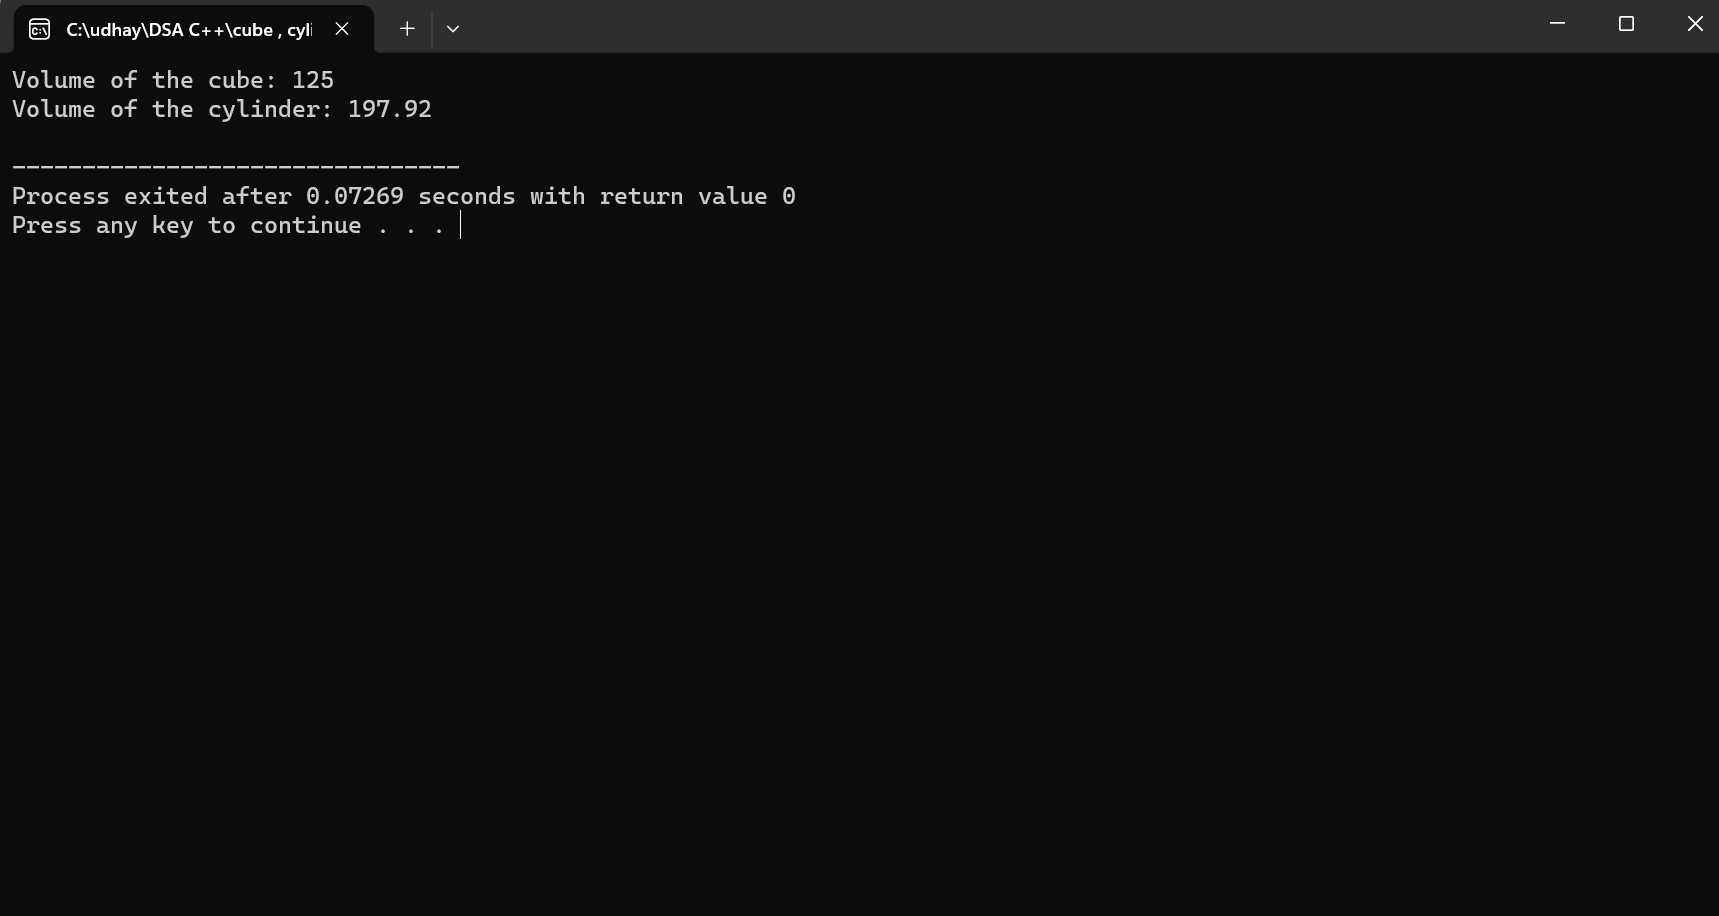 C:\udhay\DSA C++\cube , cyli
Volume of the cube: 125
Volume of the cylinder: 197.92
--------------------------------
Process exited after 0.07269 seconds with return value 0
Press any key to continue . . .